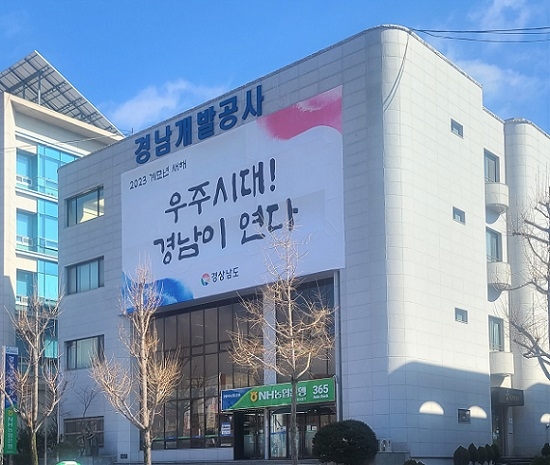 경남개발공사
2023 계묘년 새해
우주시대!
경남이 연다
경상남도
NH농협은행 365